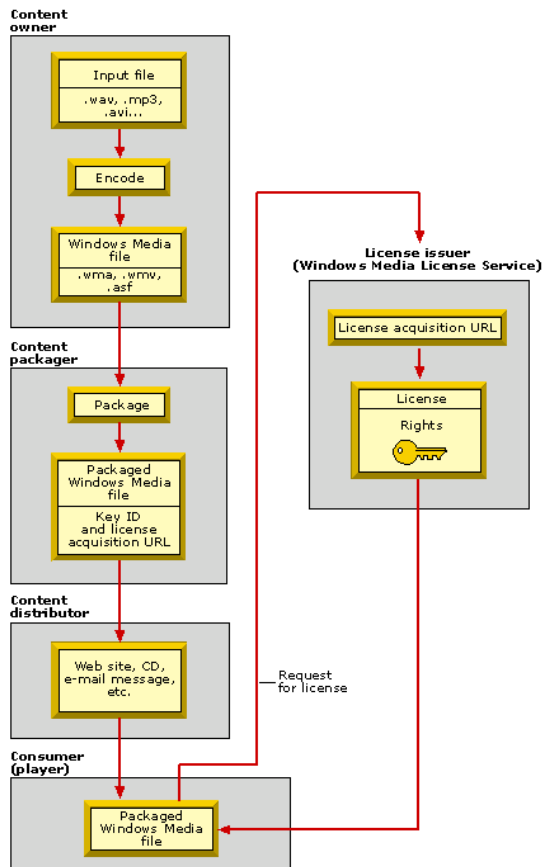 Content
owner
Input file
.wav, .mp3,
.avi...
Encode
Windows Media
file
.wma, .wmv,
.asf
Content
packager
Package
Packaged
Windows Media
file
Key ID
and license
acquisition URL
Content
distributor
Web site, CD,
e-mail message,
etc.
Consumer
(player)
Packaged
Windows Media
file
Request
for license
License issuer
(Windows Media License Service)
License acquisition URL
License
Rights